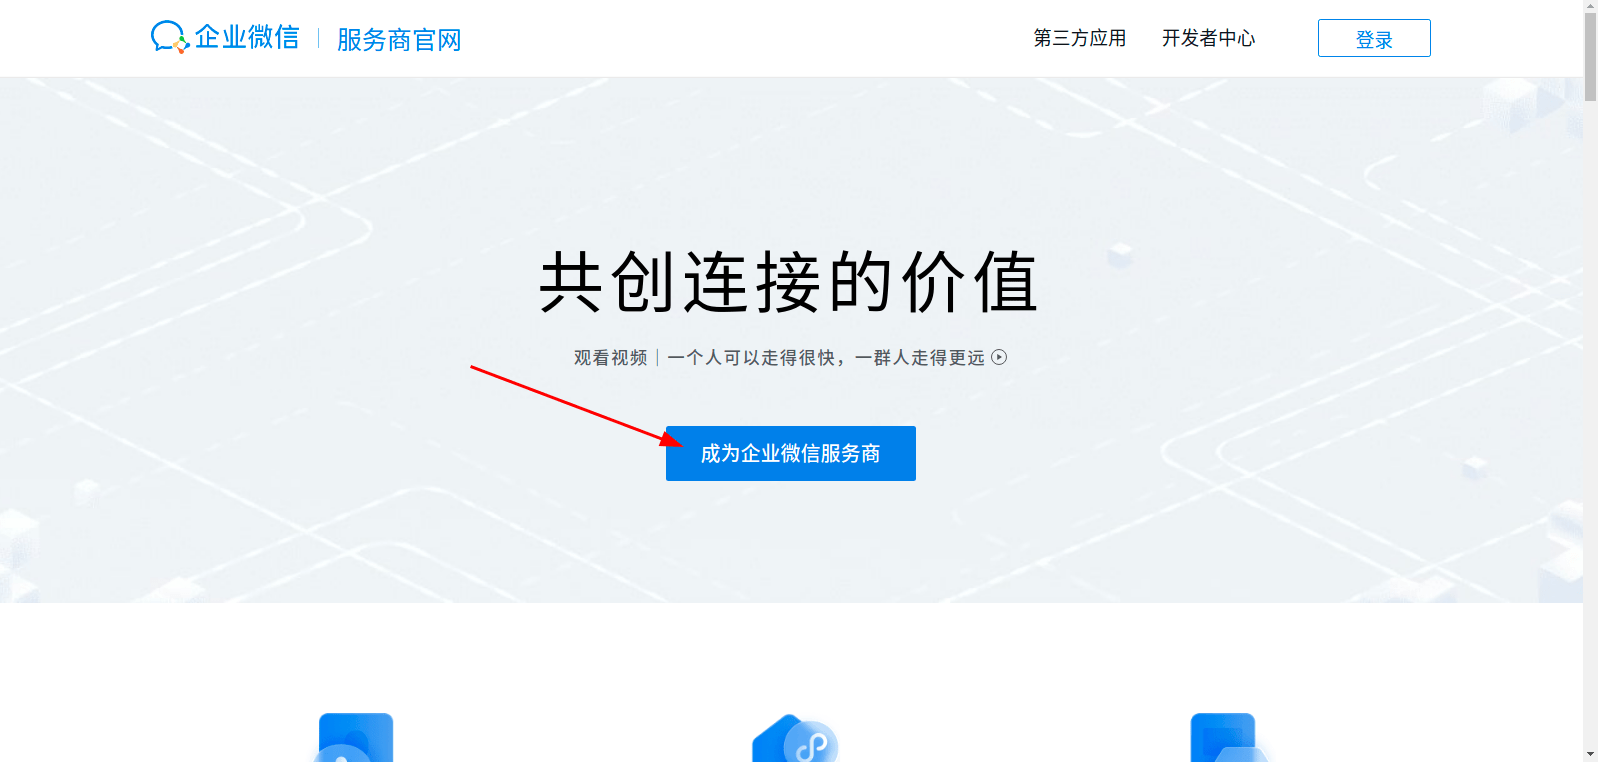 企业微信 | 服务商官网
第三方应用 开发者中心 登录
共创连接的价值
观看视频 | 一个人可以走得很快，一群人走得更远
成为企业微信服务商